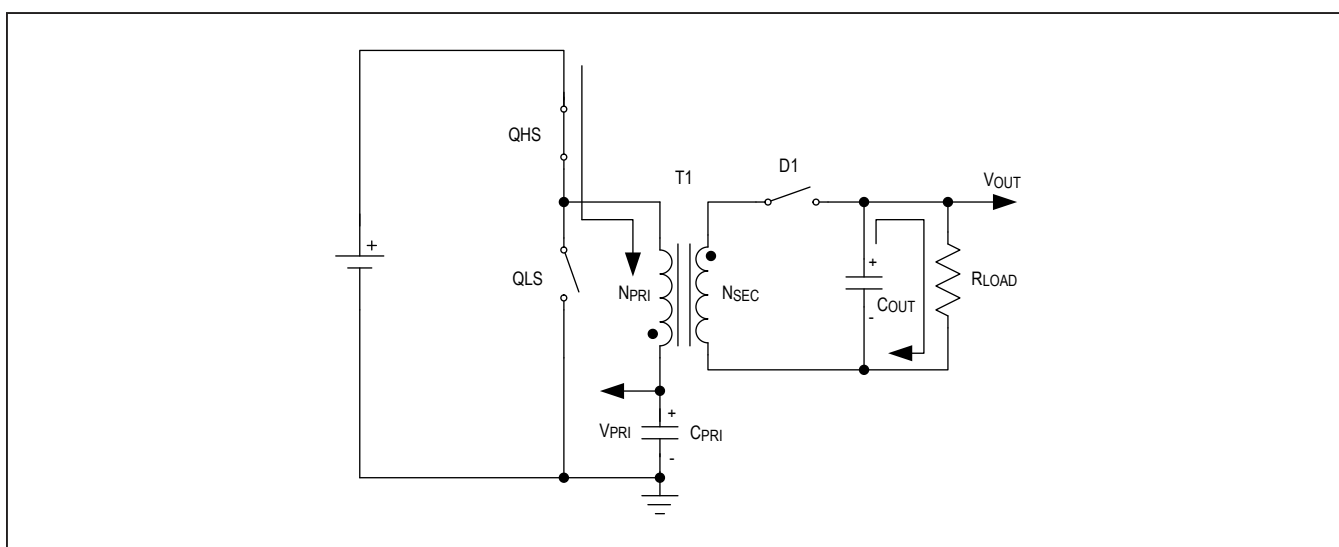 QHS
D1
T1
VOUT
+
QLS
NPRI
NSEC
+
COUT
-
RLOAD
+
VPRI
CPRI
-